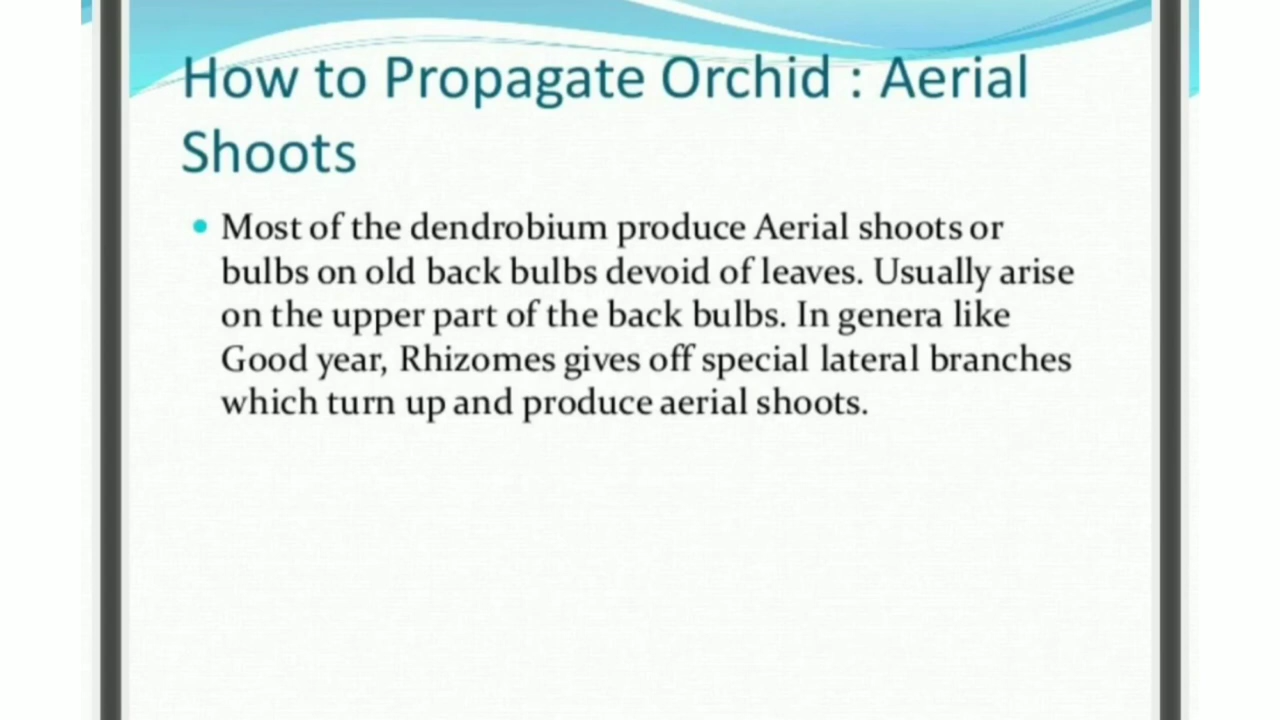 How to Propagate Orchid : Aerial
Shoots
• Most of the dendrobium produce Aerial shoots or
bulbs on old back bulbs devoid of leaves. Usually arise
on the upper part of the back bulbs. In genera like
Good year, Rhizomes gives off special lateral branches
which turn up and produce aerial shoots.